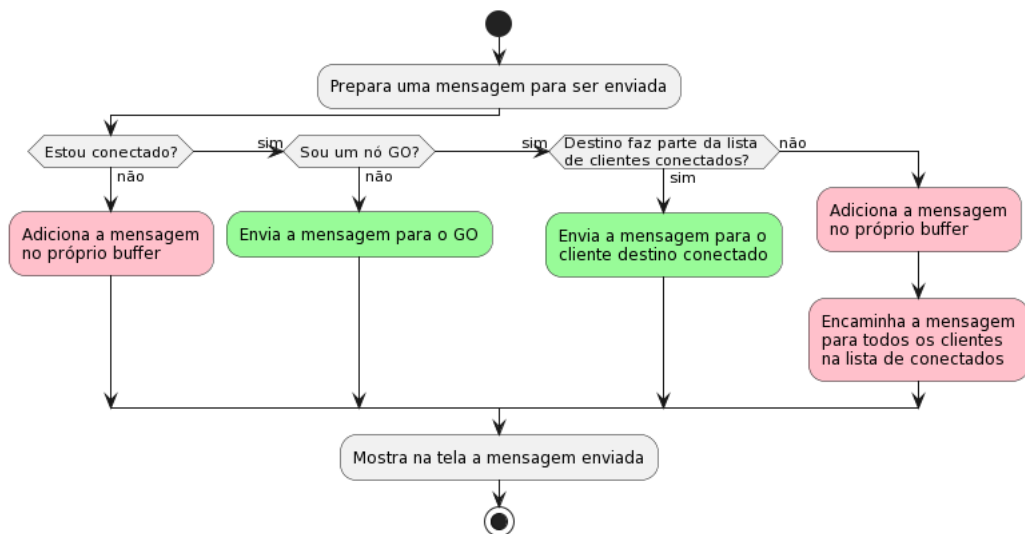 Prepara uma mensagem para ser enviada
Estou conectado?
sim
não
Sou um nó GO?
sim
não
Destino faz parte da lista
de clientes conectados?
não
sim
Adiciona a mensagem
no próprio buffer
Envia a mensagem para o GO
Envia a mensagem para o
cliente destino conectado
Adiciona a mensagem
no próprio buffer
Encaminha a mensagem
para todos os clientes
na lista de conectados
Mostra na tela a mensagem enviada